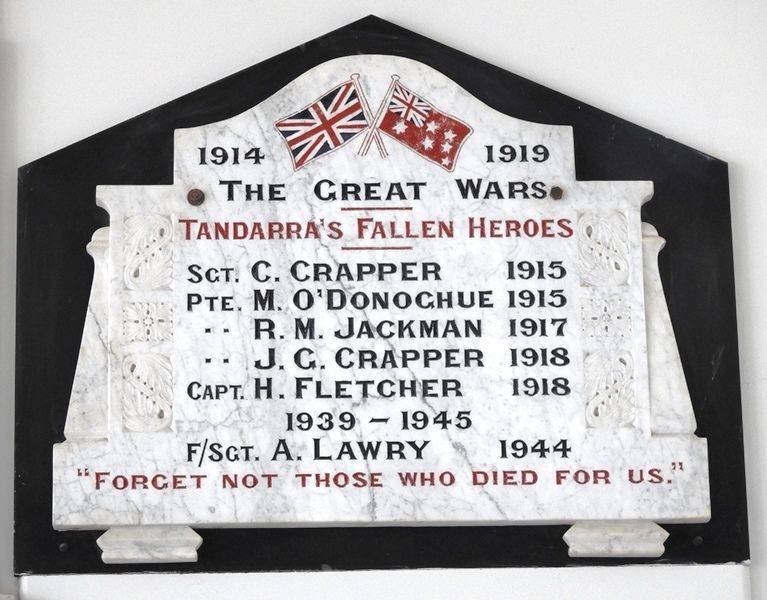 1914 1919
THE GREAT WARS
TANDARRA'S FALLEN HEROES
SGT. C. CRAPPER 1915
PTE. M. O'DONOGHUE 1915
" R. M. JACKMAN 1917
" J. G. CRAPPER 1918
CAPT. H. FLETCHER 1918
1939 – 1945
F/SGT. A. LAWRY 1944
"FORGET NOT THOSE WHO DIED FOR US."